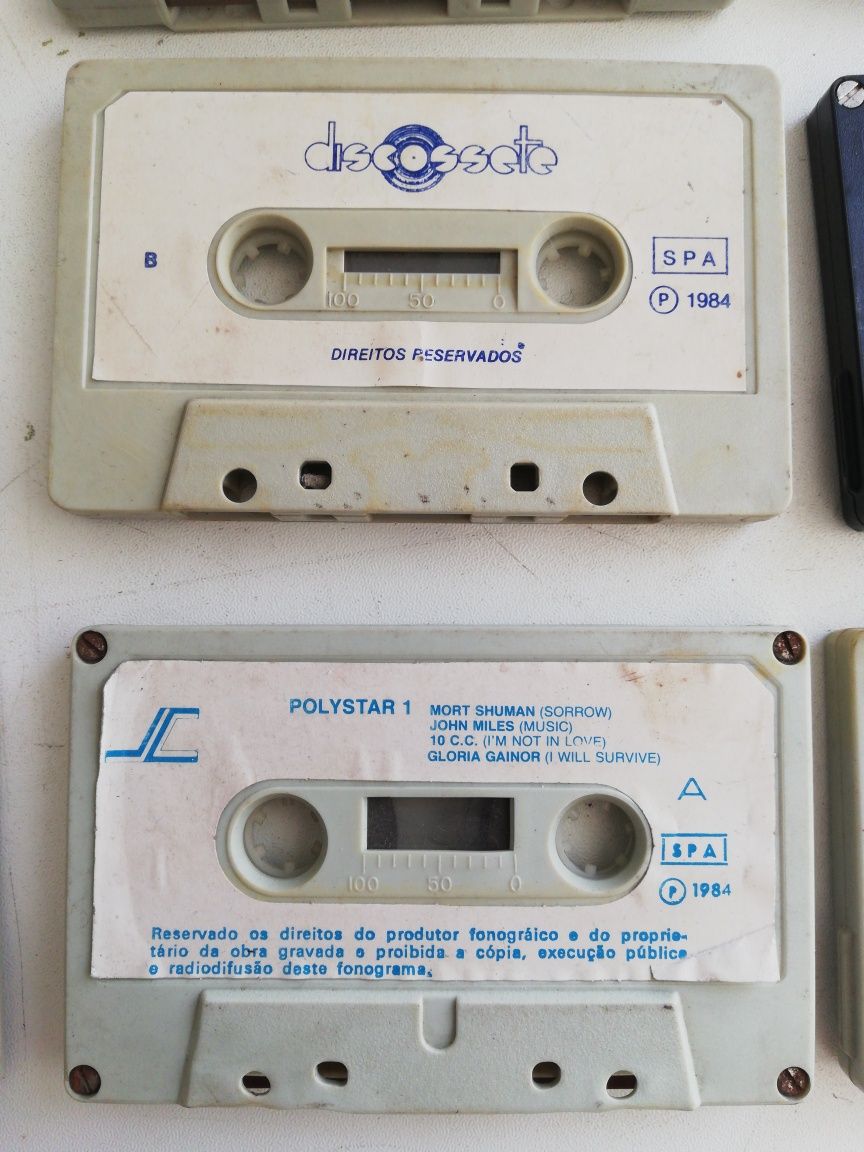 discossete
B
SPA
100 50 0
P 1984
DIREITOS RESERVADOS
POLYSTAR 1 MORT SHUMAN (SORROW)
JOHN MILES (MUSIC)
10 C.C. (I'M NOT IN LOVE)
GLORIA GAINOR (I WILL SURVIVE)
JC
A
SPA
100 50 0
P 1984
Reservado os direitos do produtor fonográico e do proprie-
tário da obra gravada e proibida a cópia, execução pública
e radiodifusão deste fonograma.